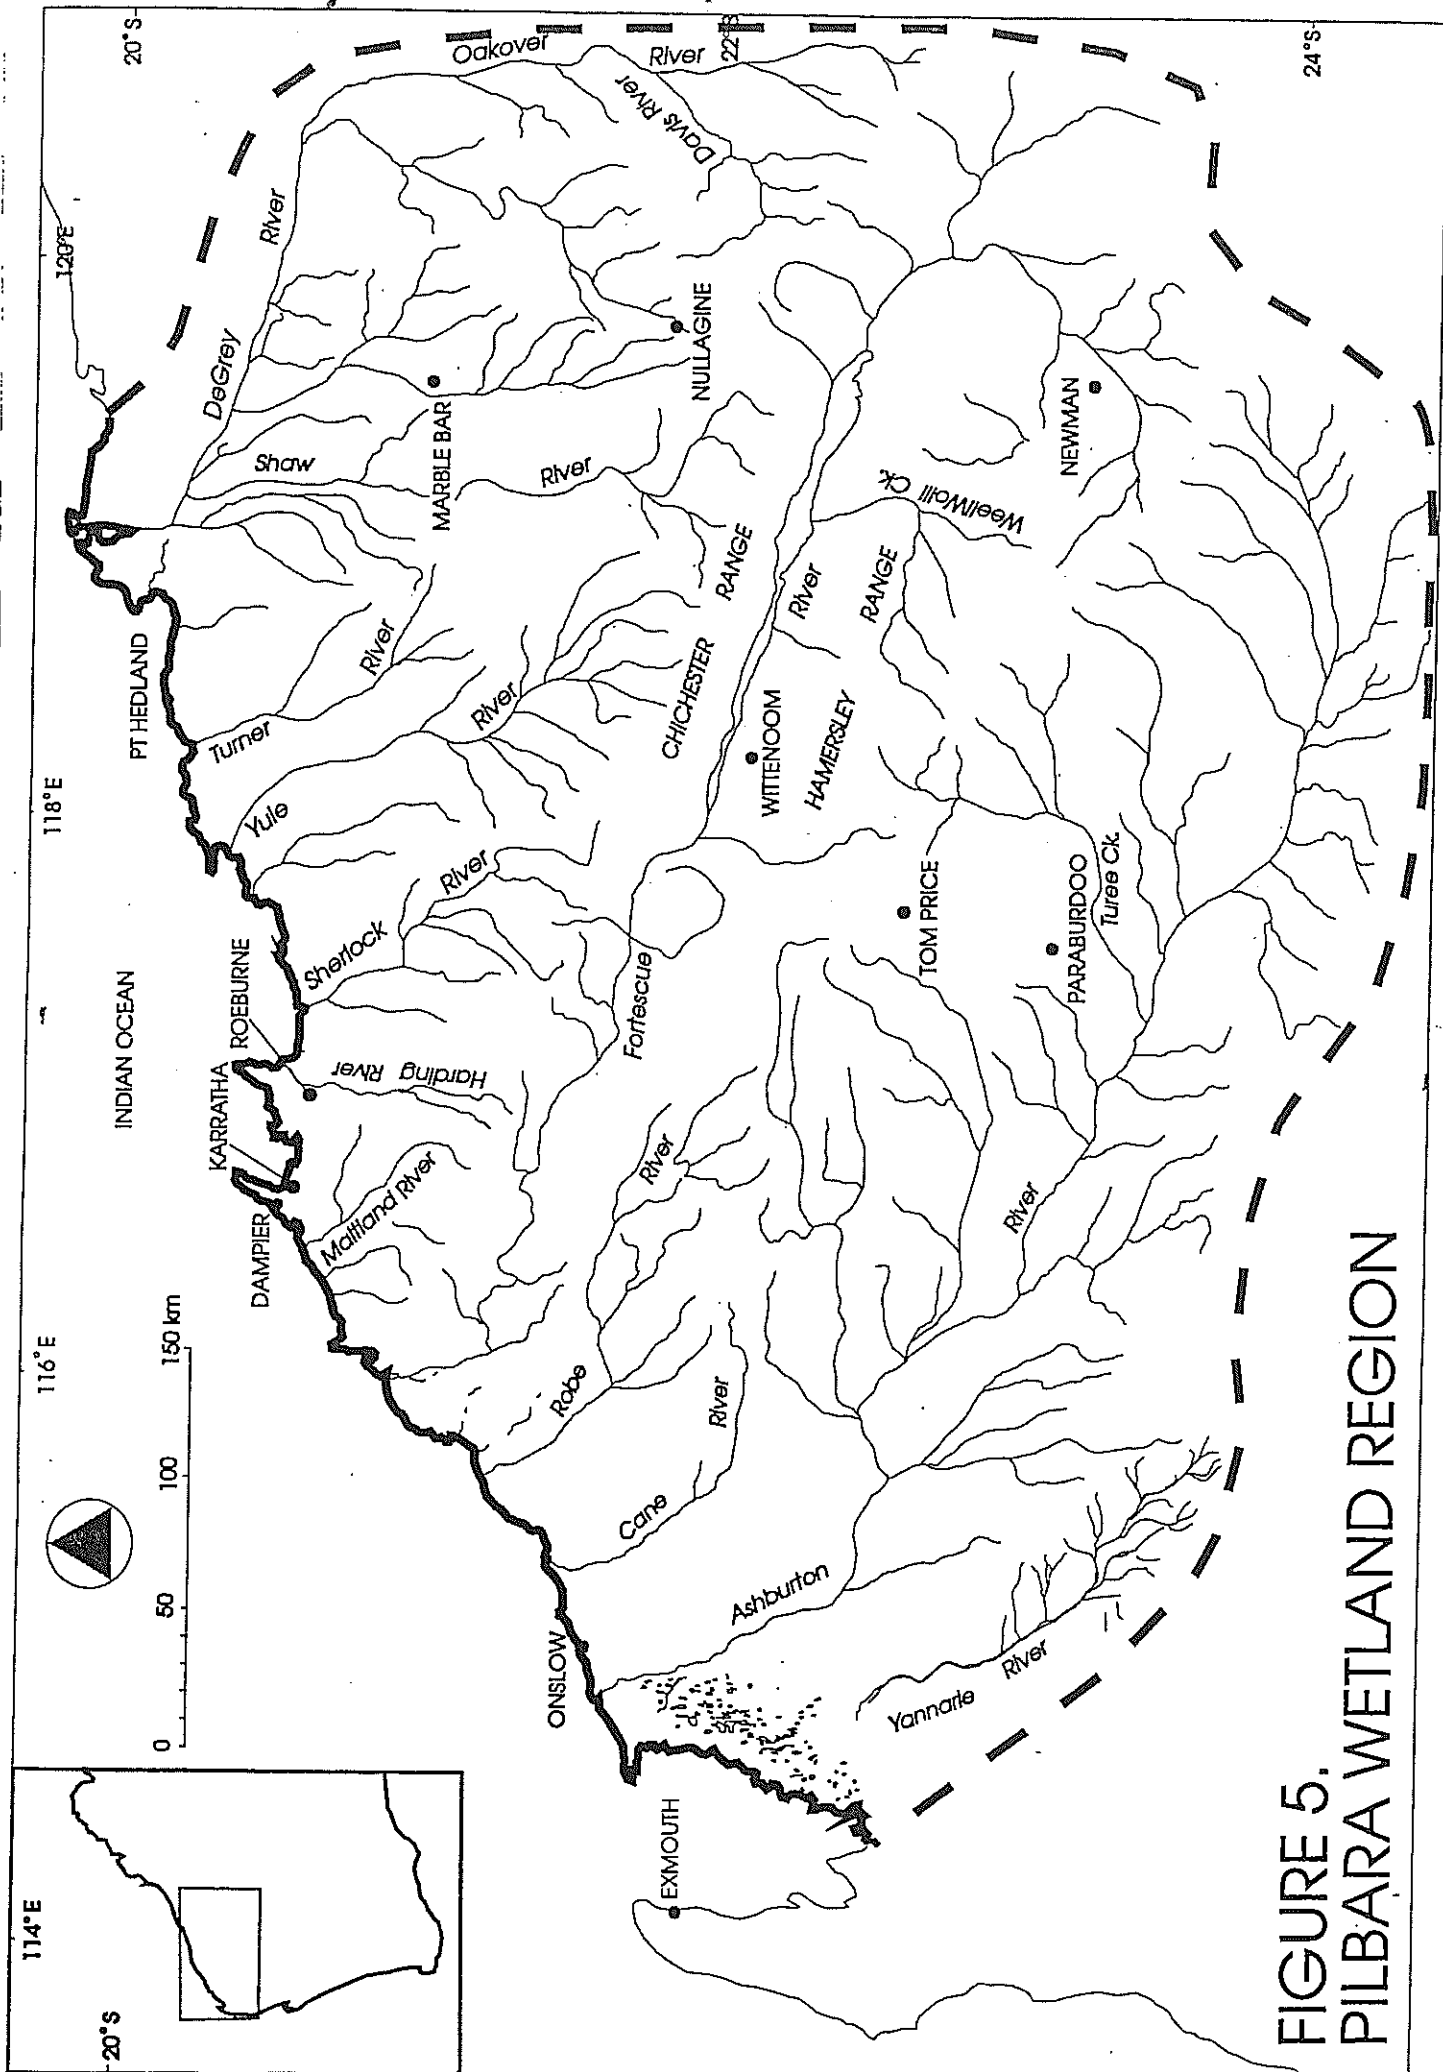 114°E
116°E
118°E
120°E
20°S
20°S
22°S
24°S
0 50 100 150 km
INDIAN OCEAN
PT HEDLAND
ROEBURNE
KARRATHA
DAMPIER
ONSLOW
EXMOUTH
MARBLE BAR
NULLAGINE
WITTENOOM
TOM PRICE
PARABURDOO
NEWMAN
CHICHESTER RANGE
HAMERSLEY RANGE
Oakover River
Davis River
DeGrey River
Shaw River
Turner River
Yule River
Sherlock River
Harding River
Maitland River
Fortescue River
Robe River
Cane River
Ashburton River
Yannarie River
Turee Ck.
WeeliWolli Ck.
FIGURE 5.
PILBARA WETLAND REGION